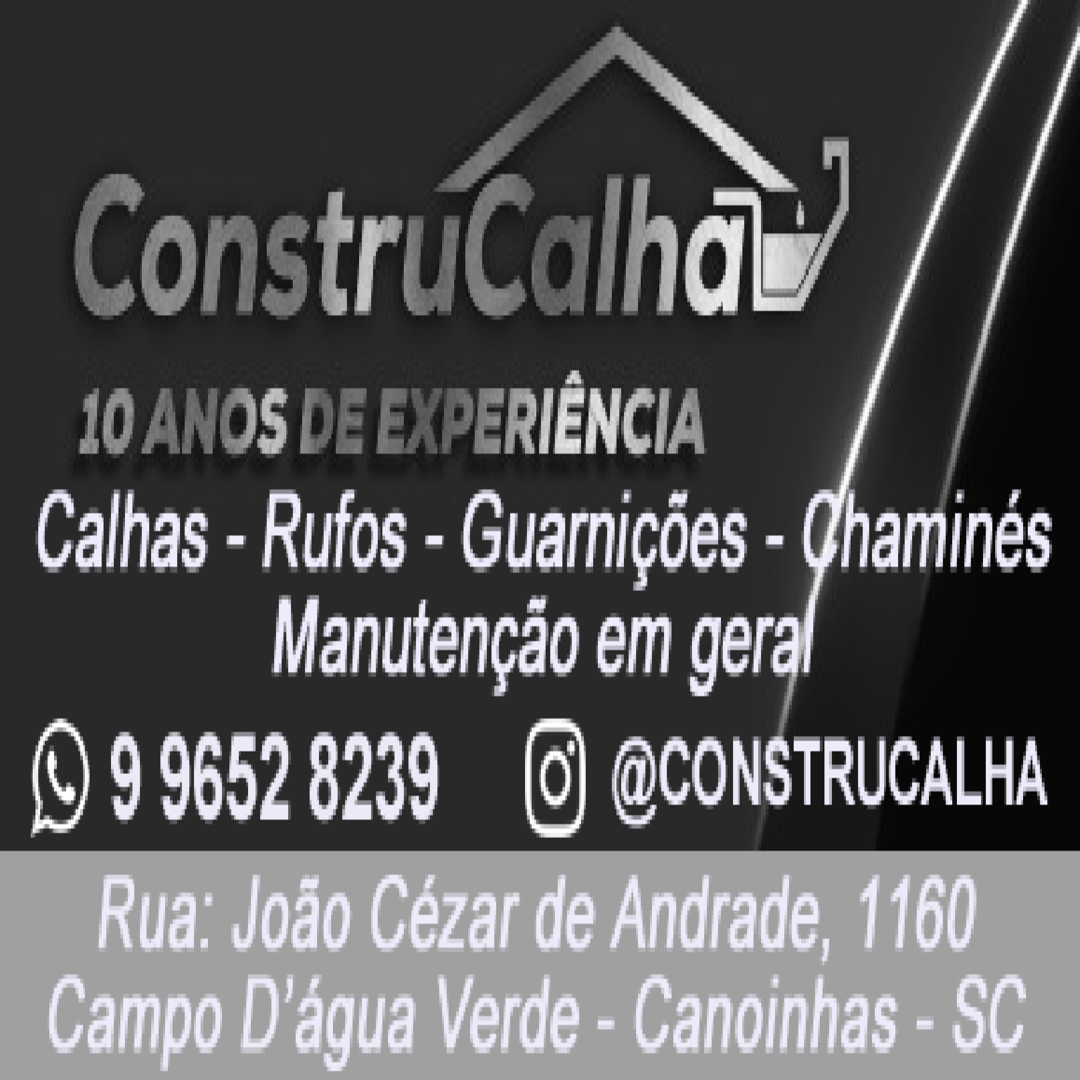 ConstruCalha
10 ANOS DE EXPERIÊNCIA
Calhas - Rufos - Guarnições - Chaminés
Manutenção em geral
9 9652 8239 @CONSTRUCALHA
Rua: João Cézar de Andrade, 1160
Campo D'água Verde - Canoinhas - SC